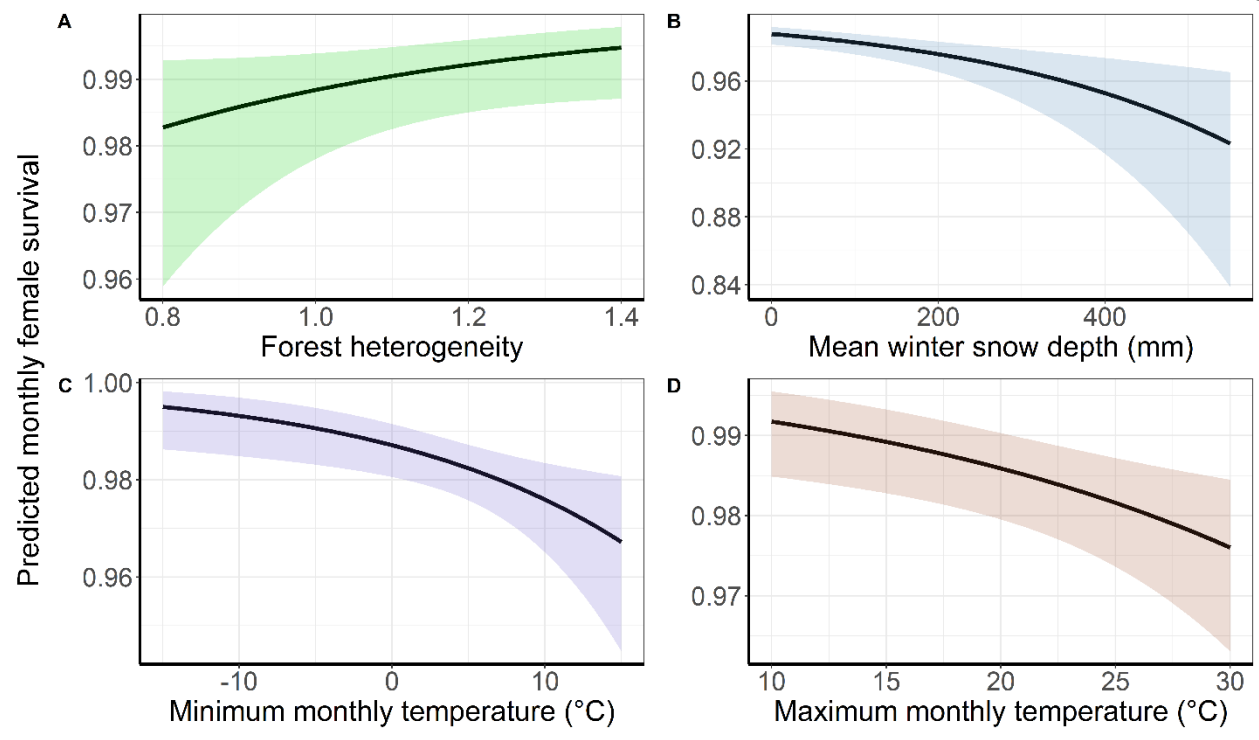 Predicted monthly female survival
A
0.99
0.98
0.97
0.96
0.8 1.0 1.2 1.4
Forest heterogeneity
B
0.96
0.92
0.88
0.84
0 200 400
Mean winter snow depth (mm)
C
1.00
0.98
0.96
-10 0 10
Minimum monthly temperature (°C)
D
0.99
0.98
0.97
10 15 20 25 30
Maximum monthly temperature (°C)